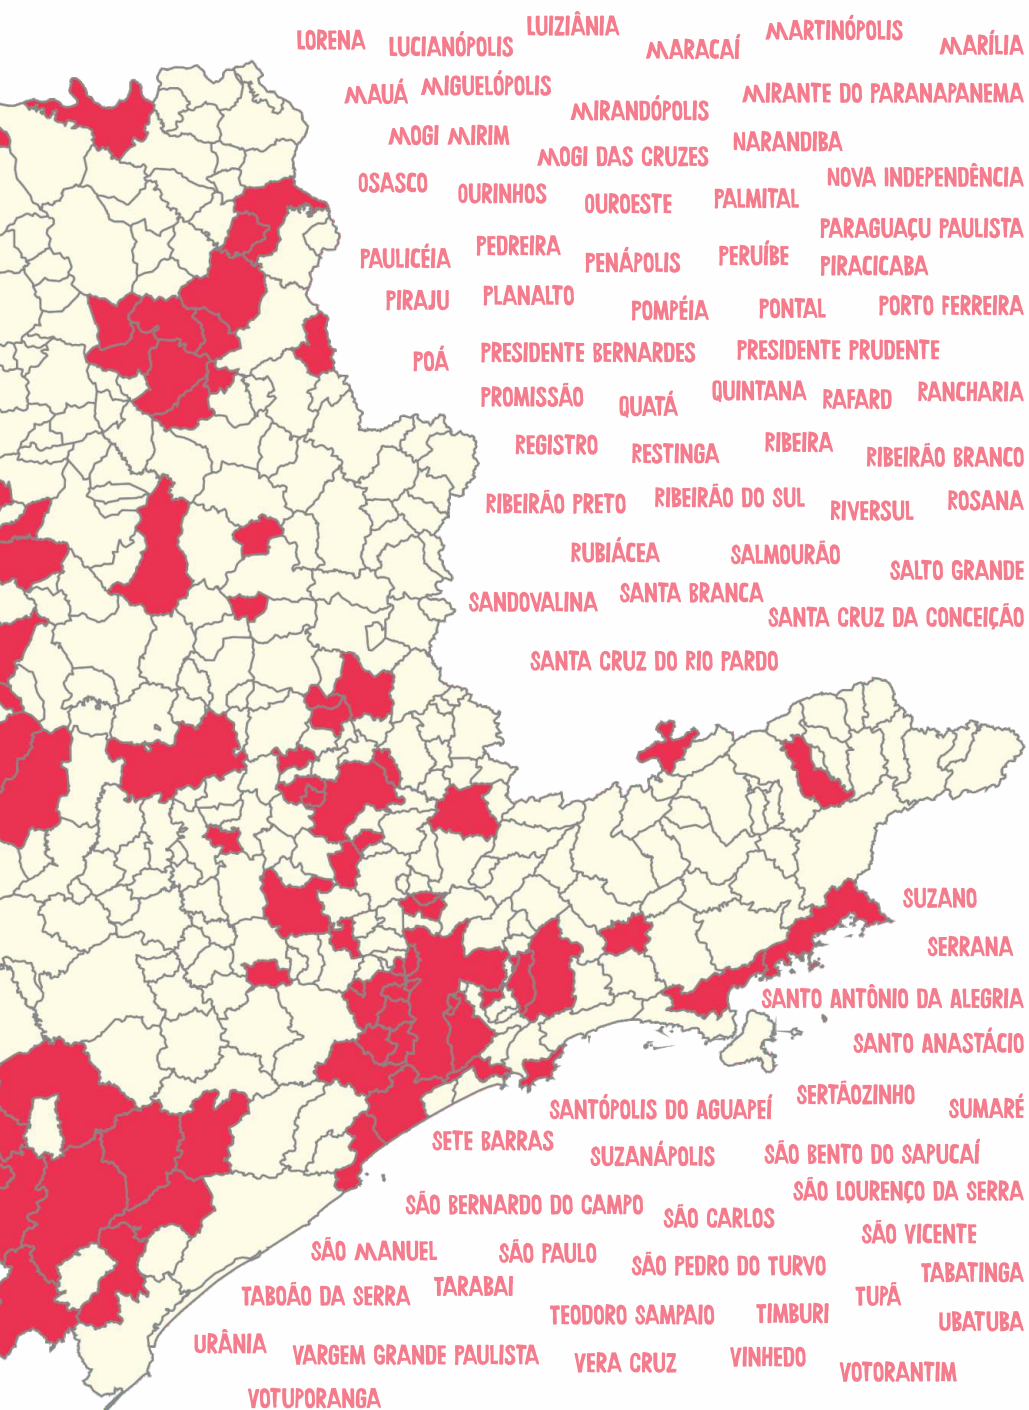 LORENA LUCIANÓPOLIS LUIZIÂNIA MARACAÍ MARTINÓPOLIS MARÍLIA
MAUÁ MIGUELÓPOLIS MIRANDÓPOLIS MIRANTE DO PARANAPANEMA
MOGI MIRIM MOGI DAS CRUZES NARANDIBA
OSASCO OURINHOS OUROESTE PALMITAL NOVA INDEPENDÊNCIA
PARAGUAÇU PAULISTA
PAULICÉIA PEDREIRA PENÁPOLIS PERUÍBE PIRACICABA
PIRAJU PLANALTO POMPÉIA PONTAL PORTO FERREIRA
POÁ PRESIDENTE BERNARDES PRESIDENTE PRUDENTE
PROMISSÃO QUATÁ QUINTANA RAFARD RANCHARIA
REGISTRO RESTINGA RIBEIRA RIBEIRÃO BRANCO
RIBEIRÃO PRETO RIBEIRÃO DO SUL RIVERSUL ROSANA
RUBIÁCEA SALMOURÃO SALTO GRANDE
SANDOVALINA SANTA BRANCA SANTA CRUZ DA CONCEIÇÃO
SANTA CRUZ DO RIO PARDO
SUZANO
SERRANA
SANTO ANTÔNIO DA ALEGRIA
SANTO ANASTÁCIO
SANTÓPOLIS DO AGUAPEÍ SERTÃOZINHO SUMARÉ
SETE BARRAS SUZANÁPOLIS SÃO BENTO DO SAPUCAÍ
SÃO BERNARDO DO CAMPO SÃO CARLOS SÃO LOURENÇO DA SERRA
SÃO VICENTE
SÃO MANUEL SÃO PAULO SÃO PEDRO DO TURVO TABATINGA
TABOÃO DA SERRA TARABAI TEODORO SAMPAIO TIMBURI TUPÃ UBATUBA
URÂNIA VARGEM GRANDE PAULISTA VERA CRUZ VINHEDO VOTORANTIM
VOTUPORANGA